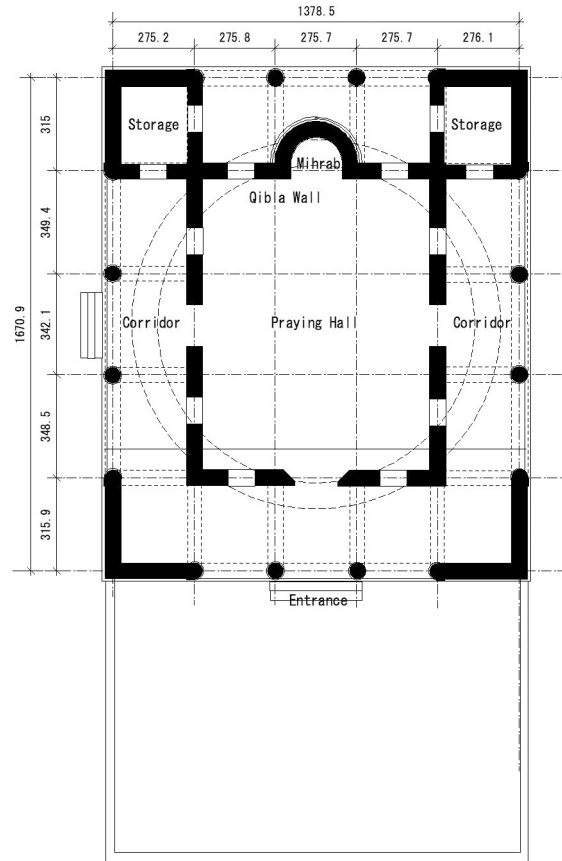 1378.5
275.2 275.8 275.7 275.7 276.1
315
Storage Storage
Mihrab
Qibla Wall
349.4
1670.9
342.1
Corridor Praying Hall Corridor
348.5
315.9
Entrance